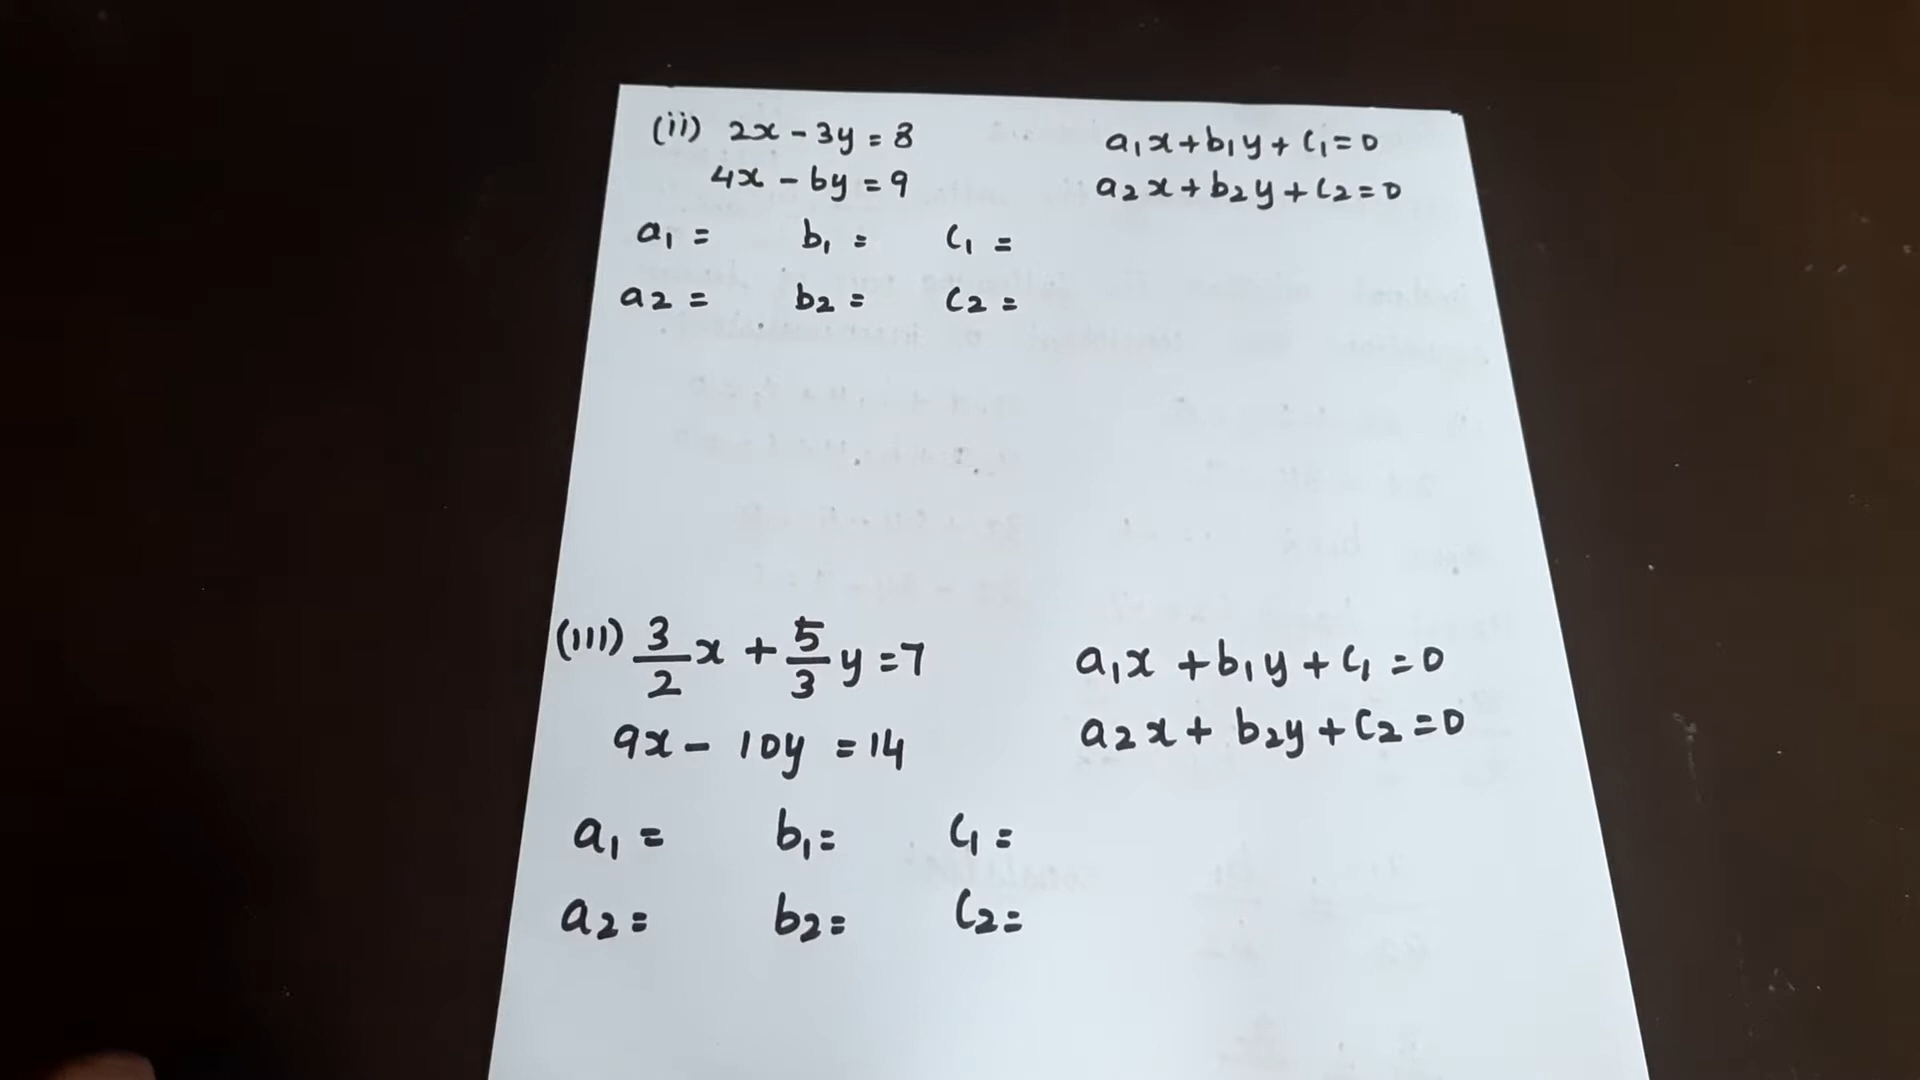 (ii) 2x - 3y = 8
4x - 6y = 9
a₁x + b₁y + c₁ = 0
a₂x + b₂y + c₂ = 0
a₁ = b₁ = c₁ =
a₂ = b₂ = c₂ =
(iii) 3/2 x + 5/3 y = 7
9x - 10y = 14
a₁x + b₁y + c₁ = 0
a₂x + b₂y + c₂ = 0
a₁ = b₁ = c₁ =
a₂ = b₂ = c₂ =